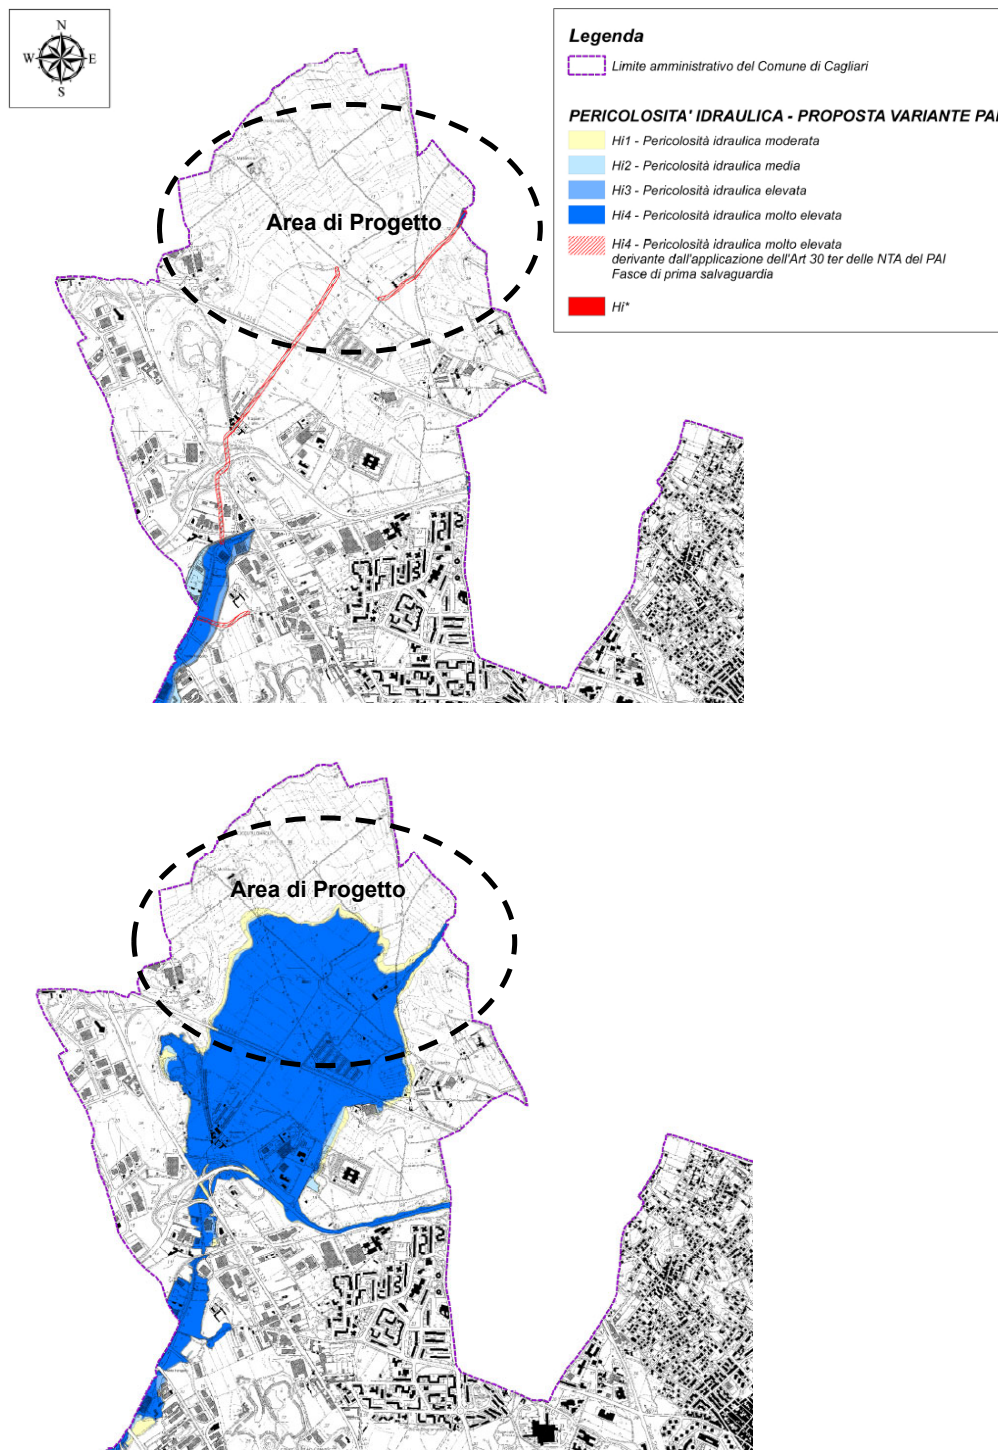 N
W E
S
Legenda
Limite amministrativo del Comune di Cagliari
PERICOLOSITA' IDRAULICA - PROPOSTA VARIANTE PAI
Hi1 - Pericolosità idraulica moderata
Hi2 - Pericolosità idraulica media
Hi3 - Pericolosità idraulica elevata
Hi4 - Pericolosità idraulica molto elevata
Hi4 - Pericolosità idraulica molto elevata
derivante dall'applicazione dell'Art 30 ter delle NTA del PAI
Fasce di prima salvaguardia
Hi*
Area di Progetto
Area di Progetto